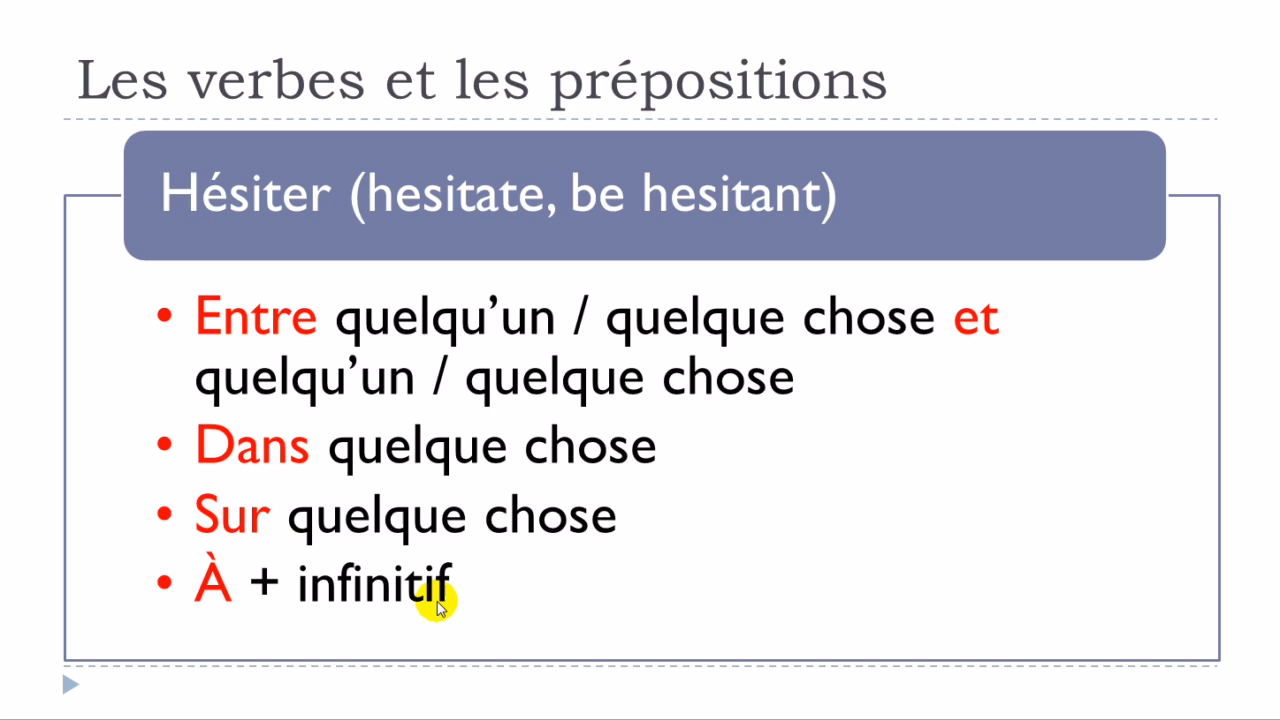 Les verbes et les prépositions
Hésiter (hesitate, be hesitant)
• Entre quelqu’un / quelque chose et
quelqu’un / quelque chose
• Dans quelque chose
• Sur quelque chose
• À + infinitif